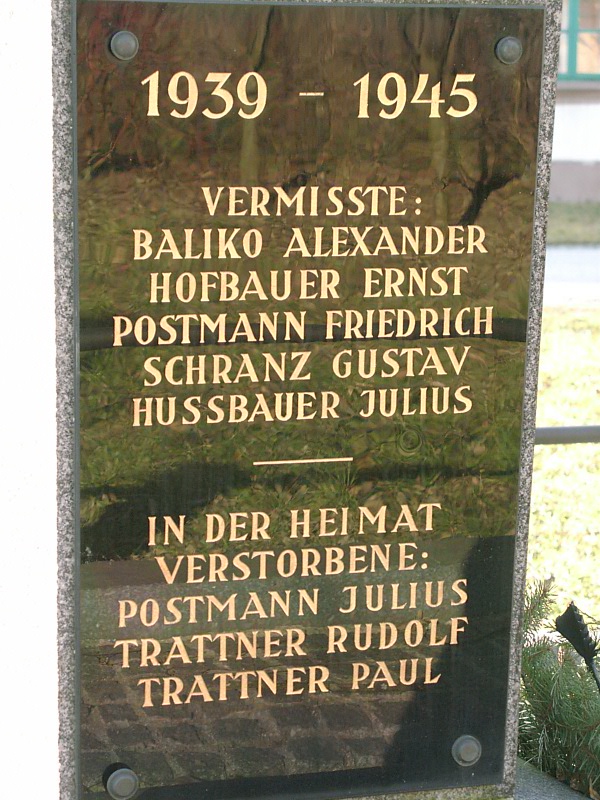 1939 – 1945
VERMISSTE:
BALIKO ALEXANDER
HOFBAUER ERNST
POSTMANN FRIEDRICH
SCHRANZ GUSTAV
HUSSBAUER JULIUS
IN DER HEIMAT
VERSTORBENE:
POSTMANN JULIUS
TRATTNER RUDOLF
TRATTNER PAUL